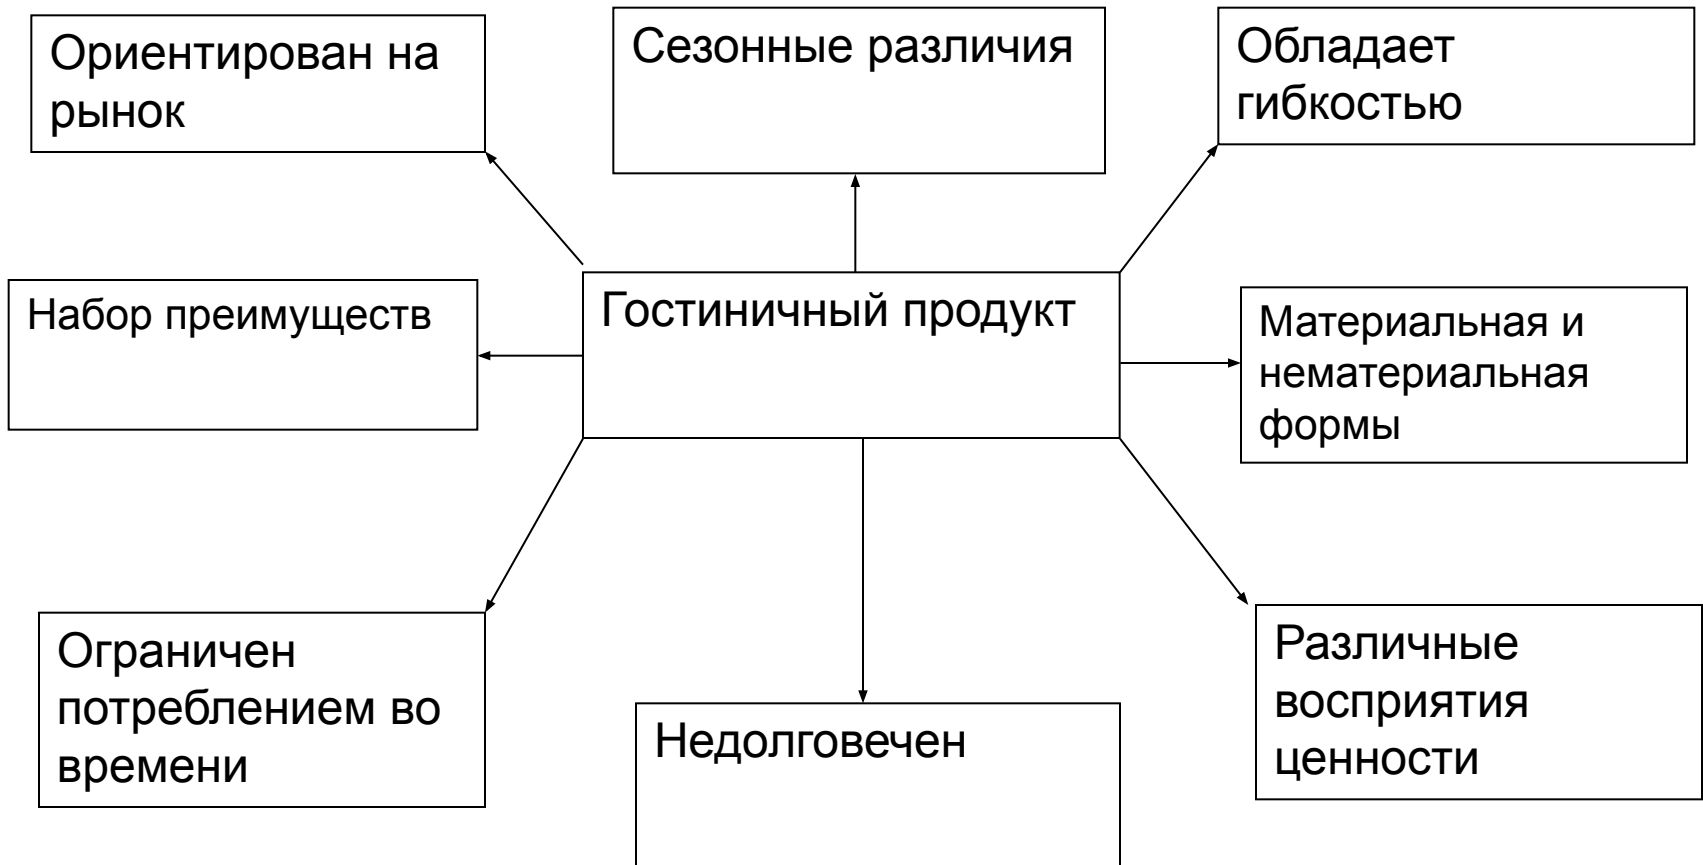 Ориентирован на
рынок
Сезонные различия
Обладает
гибкостью
Набор преимуществ
Гостиничный продукт
Материальная и
нематериальная
формы
Ограничен
потреблением во
времени
Недолговечен
Различные
восприятия
ценности